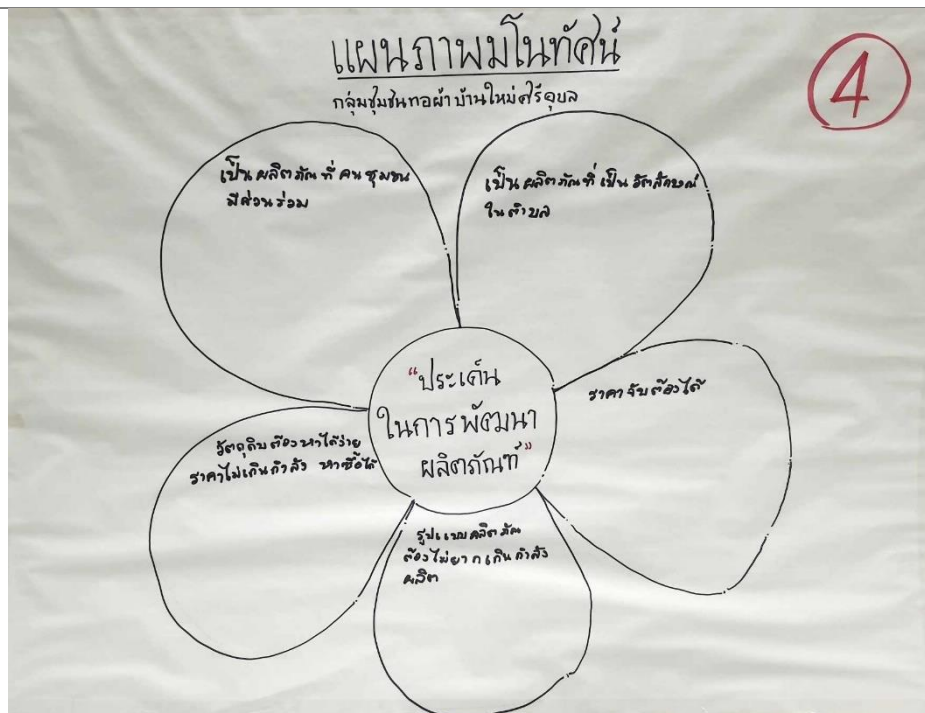 แผนภาพมโนทัศน์
กลุ่มชุมชนทอผ้าบ้านใหม่ศรีอุบล
4
เป็นผลิตภัณที่คนชุมชน
มีส่วนร่วม
เป็นผลิตภัณที่เป็นอัตลักษณ์
ในตำบล
"ประเด็น
ในการพัฒนา
ผลิตภัณฑ์"
ราคาจับต้องได้
วัตถุดิบต้องหาได้ง่าย
ราคาไม่เกินกำลัง หาซื้อได้
รูปแบบผลิตภัณ
ต้องไม่ยากเกินกำลัง
ผลิต